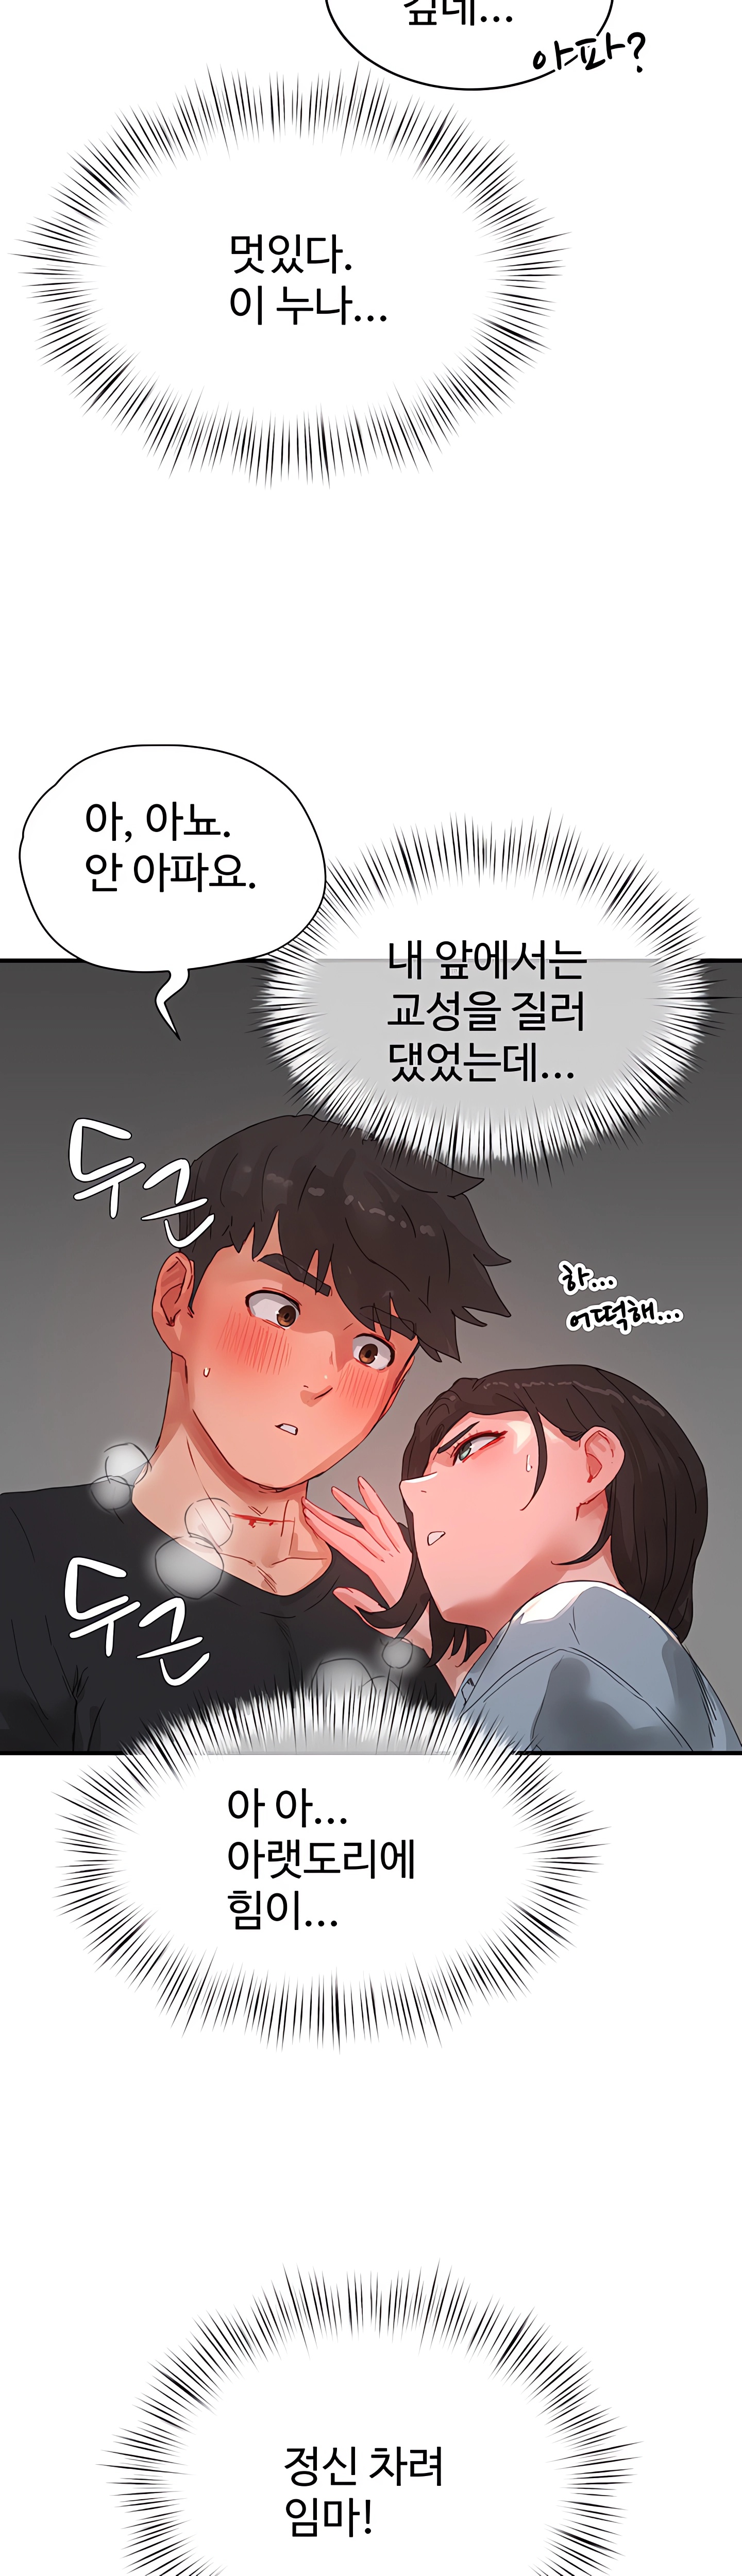 깊네...
아파?
멋있다.
이 누나...
아, 아뇨.
안 아파요.
내 앞에서는
교성을 질러
댔었는데...
두근
하...
어떡해...
두근
아 아...
아랫도리에
힘이...
정신 차려
임마!